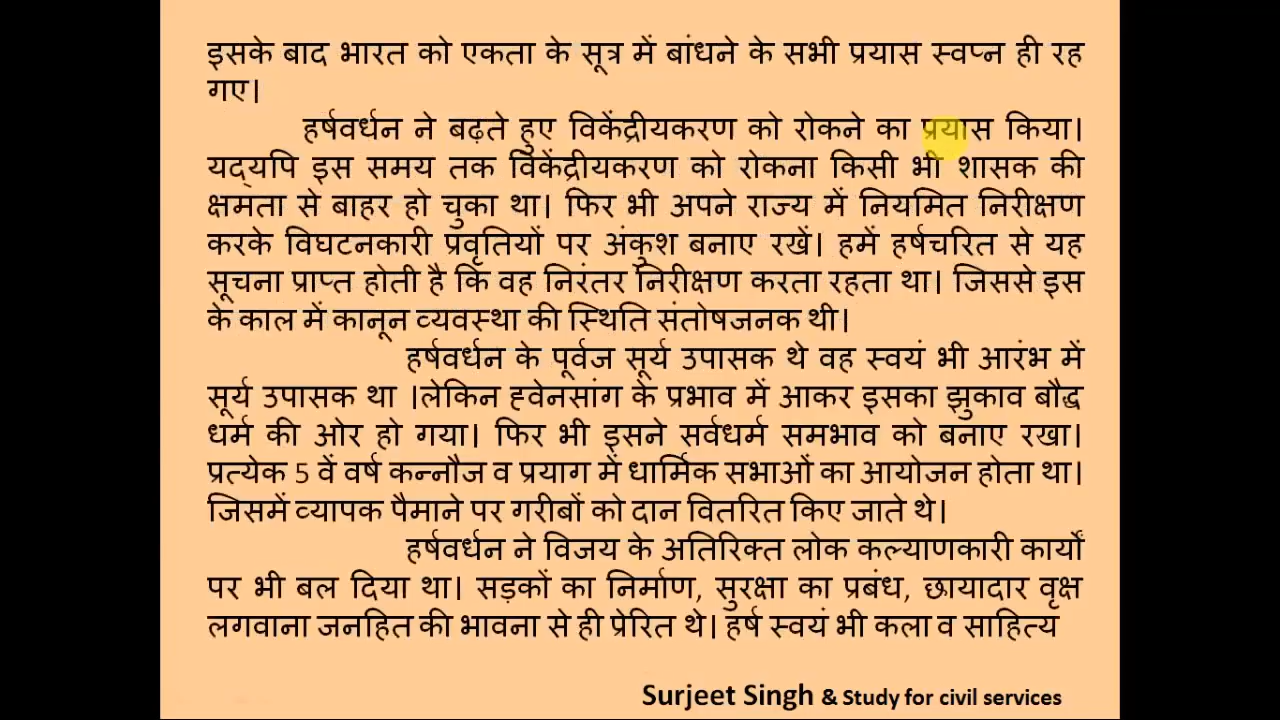 इसके बाद भारत को एकता के सूत्र में बांधने के सभी प्रयास स्वप्न ही रह
गए।
हर्षवर्धन ने बढ़ते हुए विकेंद्रीयकरण को रोकने का प्रयास किया।
यद्यपि इस समय तक विकेंद्रीयकरण को रोकना किसी भी शासक की
क्षमता से बाहर हो चुका था। फिर भी अपने राज्य में नियमित निरीक्षण
करके विघटनकारी प्रवृतियों पर अंकुश बनाए रखें। हमें हर्षचरित से यह
सूचना प्राप्त होती है कि वह निरंतर निरीक्षण करता रहता था। जिससे इस
के काल में कानून व्यवस्था की स्थिति संतोषजनक थी।
हर्षवर्धन के पूर्वज सूर्य उपासक थे वह स्वयं भी आरंभ में
सूर्य उपासक था ।लेकिन ह्वेनसांग के प्रभाव में आकर इसका झुकाव बौद्ध
धर्म की ओर हो गया। फिर भी इसने सर्वधर्म समभाव को बनाए रखा।
प्रत्येक 5 वें वर्ष कन्नौज व प्रयाग में धार्मिक सभाओं का आयोजन होता था।
जिसमें व्यापक पैमाने पर गरीबों को दान वितरित किए जाते थे।
हर्षवर्धन ने विजय के अतिरिक्त लोक कल्याणकारी कार्यों
पर भी बल दिया था। सड़कों का निर्माण, सुरक्षा का प्रबंध, छायादार वृक्ष
लगवाना जनहित की भावना से ही प्रेरित थे। हर्ष स्वयं भी कला व साहित्य
Surjeet Singh & Study for civil services